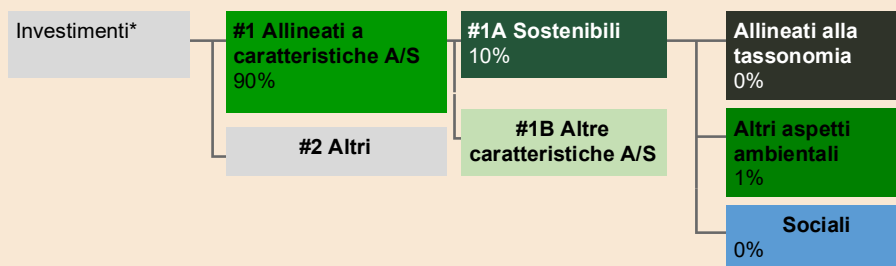 Investimenti*
#1 Allineati a
caratteristiche A/S
90%
#2 Altri
#1A Sostenibili
10%
#1B Altre
caratteristiche A/S
Allineati alla
tassonomia
0%
Altri aspetti
ambientali
1%
Sociali
0%